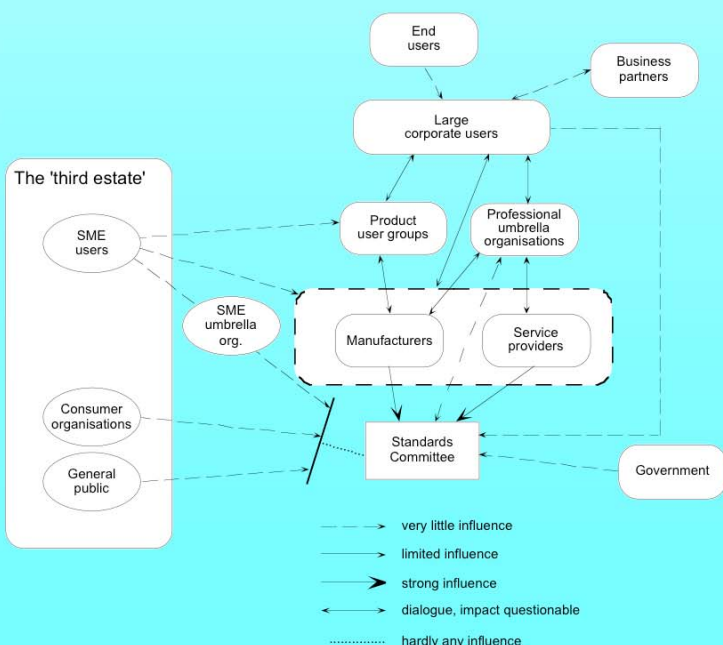 End
users
Business
partners
Large
corporate users
The 'third estate'
Product
user groups
Professional
umbrella
organisations
SME
users
SME
umbrella
org.
Manufacturers
Service
providers
Consumer
organisations
Standards
Committee
General
public
Government
very little influence
limited influence
strong influence
dialogue, impact questionable
hardly any influence